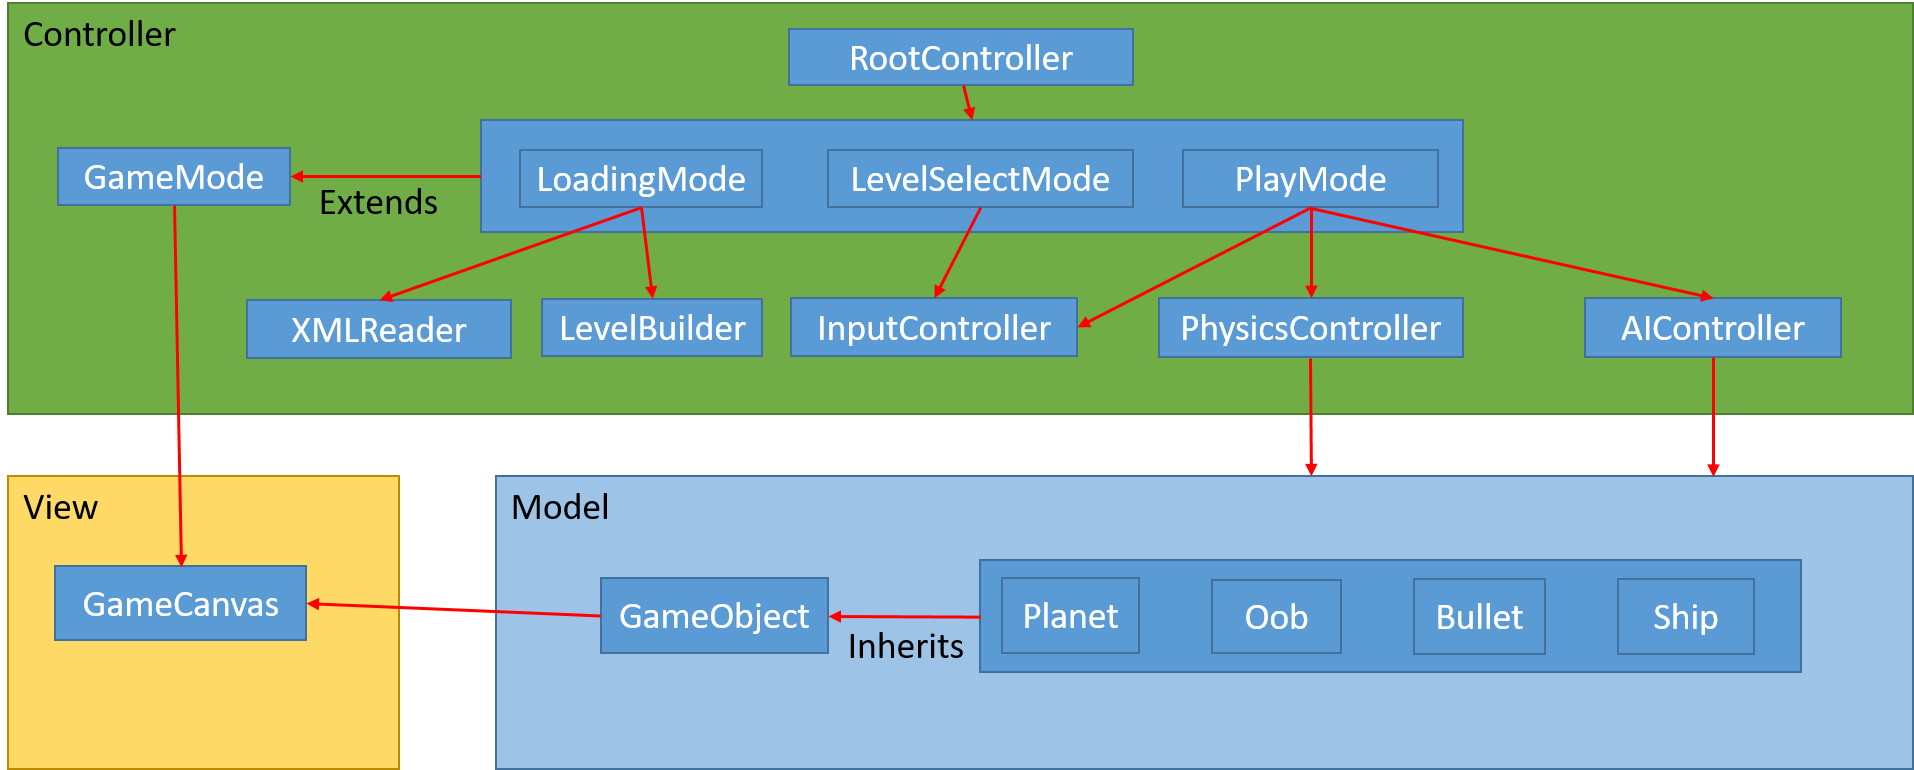 Controller
RootController
GameMode
Extends
LoadingMode
LevelSelectMode
PlayMode
XMLReader
LevelBuilder
InputController
PhysicsController
AIController
View
GameCanvas
Model
GameObject
Inherits
Planet
Oob
Bullet
Ship